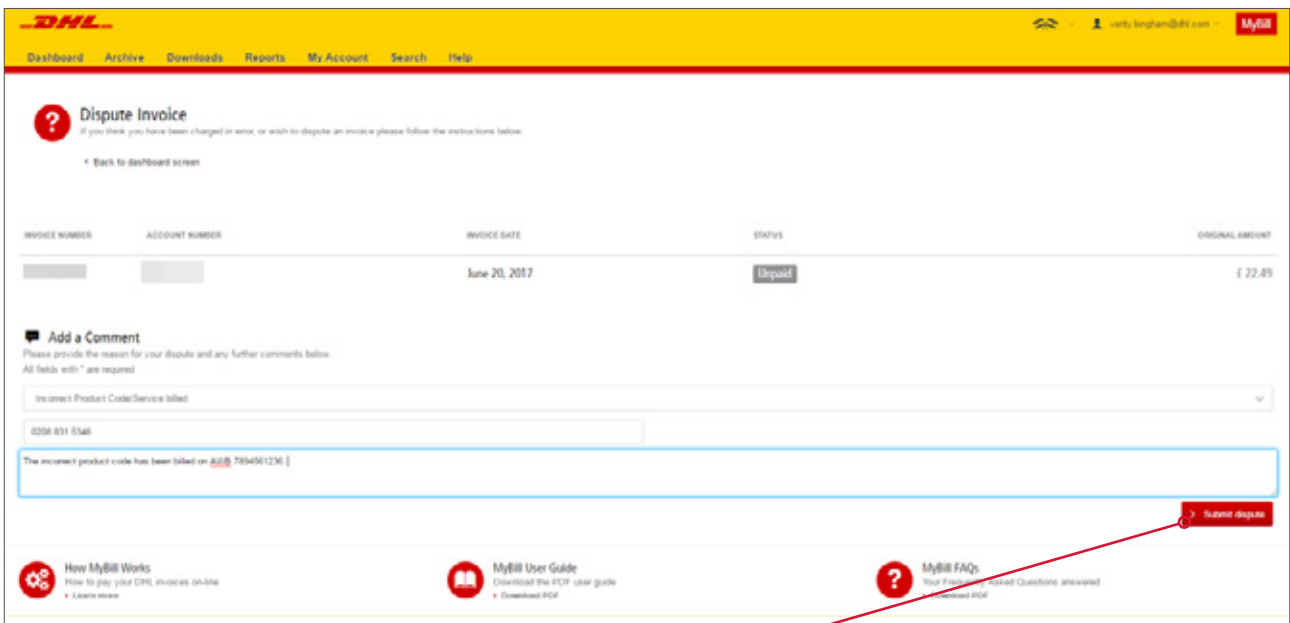 DHL
verity.bingham@dhl.com
MyBill
Dashboard Archive Downloads Reports My Account Search Help
?
Dispute Invoice
If you think you have been charged in error, or wish to dispute an invoice please follow the instructions below
Back to dashboard screen
INVOICE NUMBER ACCOUNT NUMBER INVOICE DATE STATUS ORIGINAL AMOUNT
June 20, 2017 Unpaid £ 22.49
Add a Comment
Please provide the reason for your dispute and any further comments below.
All fields with * are required
Incorrect Product Code/Service billed
0208 831 5346
The incorrect product code has been billed on AWB 7894561236.
> Submit dispute
How MyBill Works
How to pay your DHL invoices on-line
Learn more
MyBill User Guide
Download the PDF user guide
Download PDF
?
MyBill FAQs
Your Frequently Asked Questions answered
Download PDF